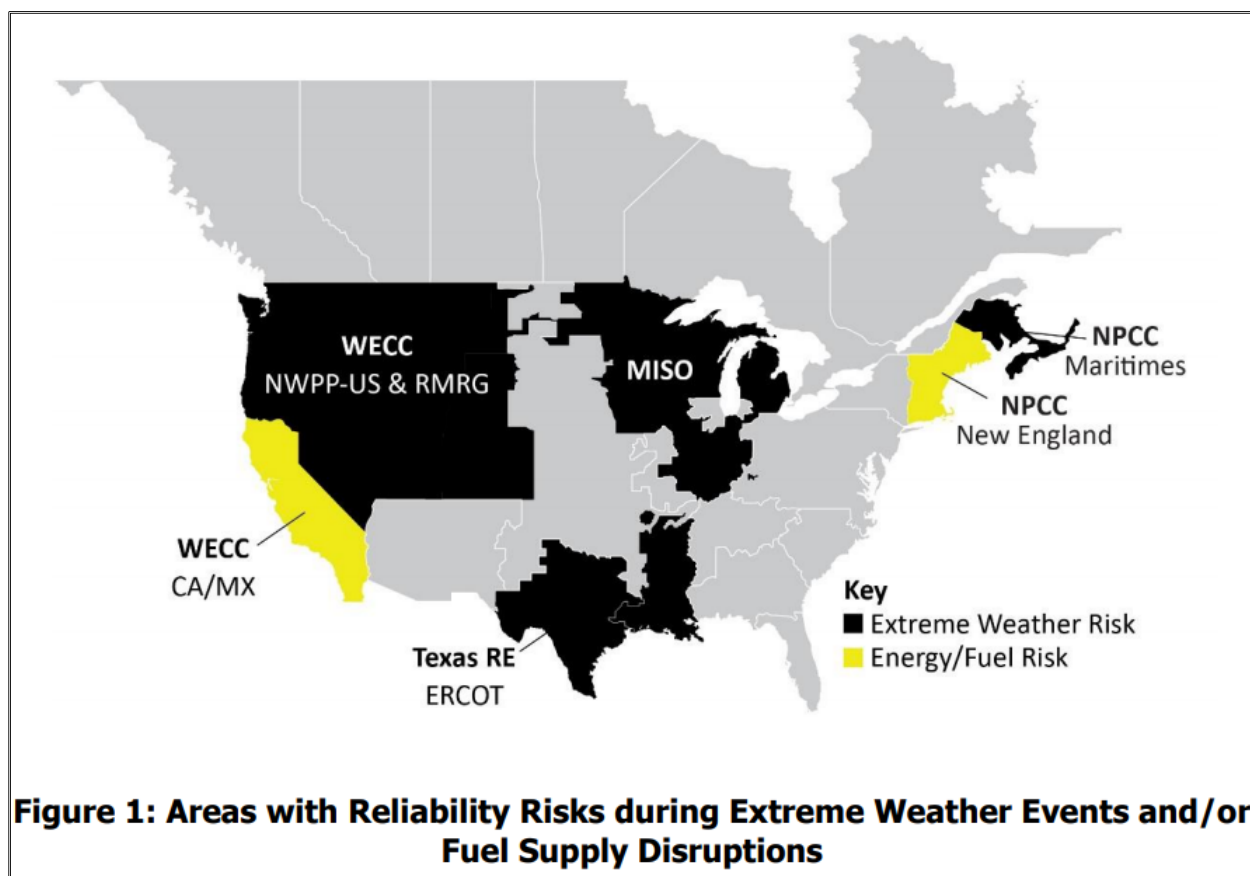 WECC
NWPP-US & RMRG
MISO
NPCC
Maritimes
NPCC
New England
WECC
CA/MX
Texas RE
ERCOT
Key
Extreme Weather Risk
Energy/Fuel Risk
Figure 1: Areas with Reliability Risks during Extreme Weather Events and/or
Fuel Supply Disruptions